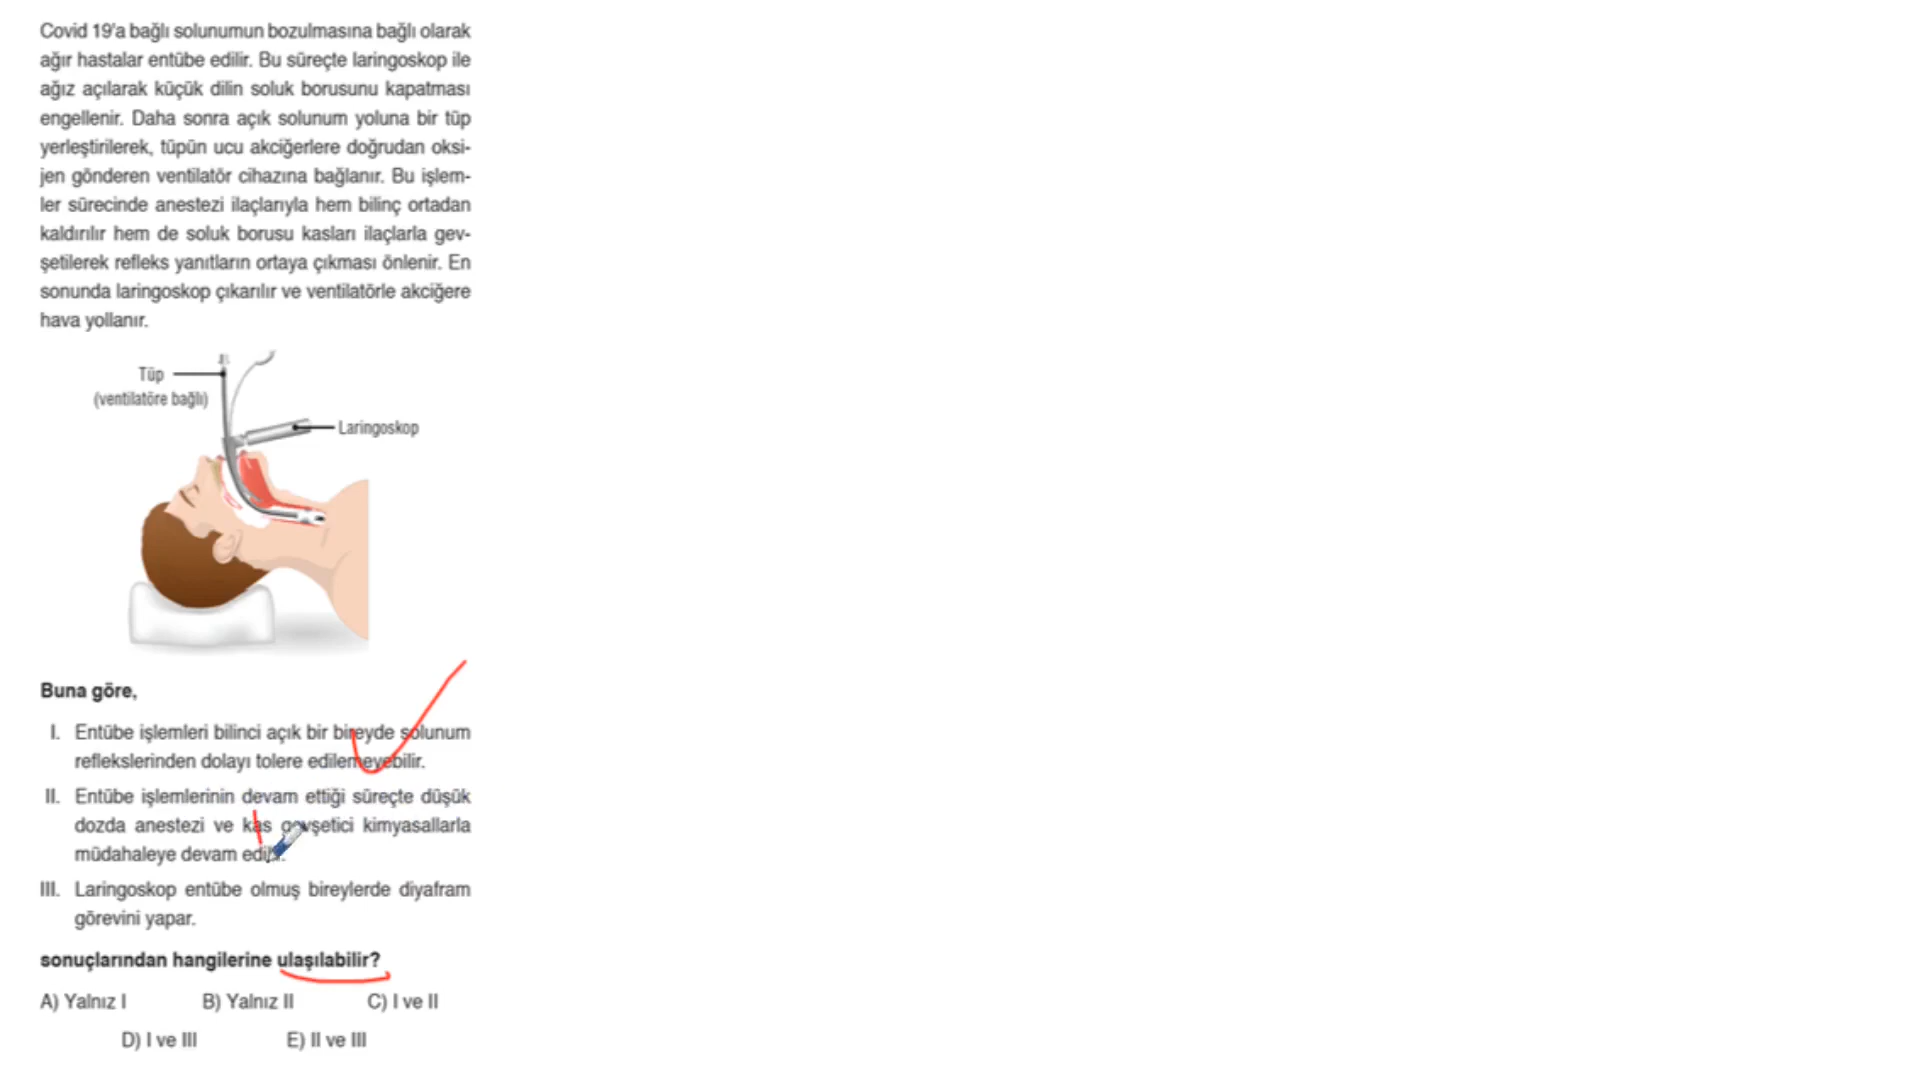 Covid 19'a bağlı solunumun bozulmasına bağlı olarak
ağır hastalar entübe edilir. Bu süreçte laringoskop ile
ağız açılarak küçük dilin soluk borusunu kapatması
engellenir. Daha sonra açık solunum yoluna bir tüp
yerleştirilerek, tüpün ucu akciğerlere doğrudan oksi-
jen gönderen ventilatör cihazına bağlanır. Bu işlem-
ler sürecinde anestezi ilaçlarıyla hem bilinç ortadan
kaldırılır hem de soluk borusu kasları ilaçlarla gev-
şetilerek refleks yanıtların ortaya çıkması önlenir. En
sonunda laringoskop çıkarılır ve ventilatörle akciğere
hava yollanır.
Tüp
(ventilatöre bağlı)
Laringoskop
Buna göre,
I. Entübe işlemleri bilinci açık bir bireyde solunum
reflekslerinden dolayı tolere edilemeyebilir.
II. Entübe işlemlerinin devam ettiği süreçte düşük
dozda anestezi ve kas gevşetici kimyasallarla
müdahaleye devam edilir.
III. Laringoskop entübe olmuş bireylerde diyafram
görevini yapar.
sonuçlarından hangilerine ulaşılabilir?
A) Yalnız I B) Yalnız II C) I ve II
D) I ve III E) II ve III